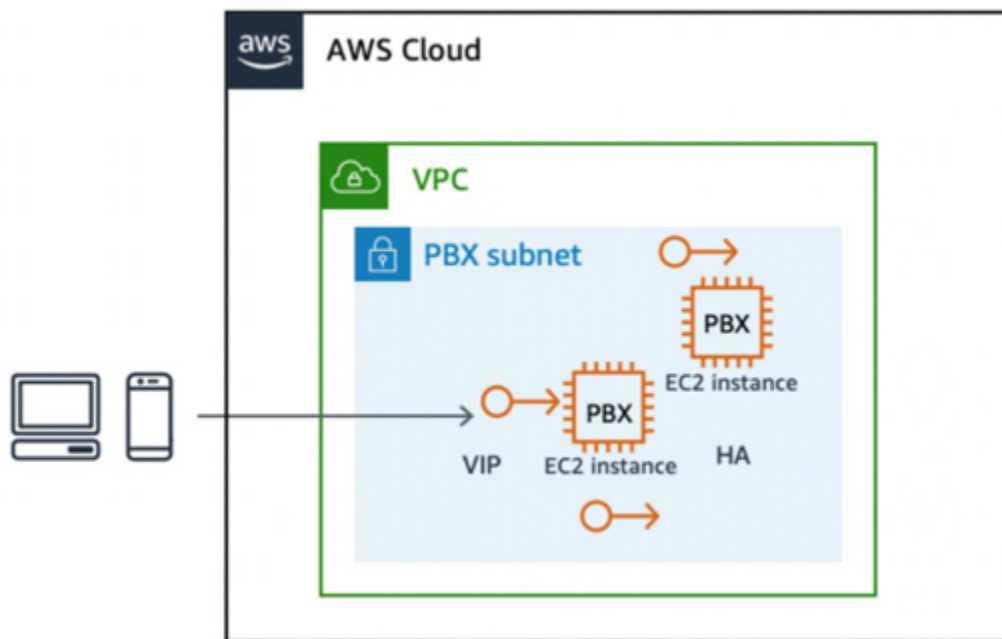 aws
AWS Cloud
VPC
PBX subnet
PBX
EC2 instance
PBX
VIP
EC2 instance
HA